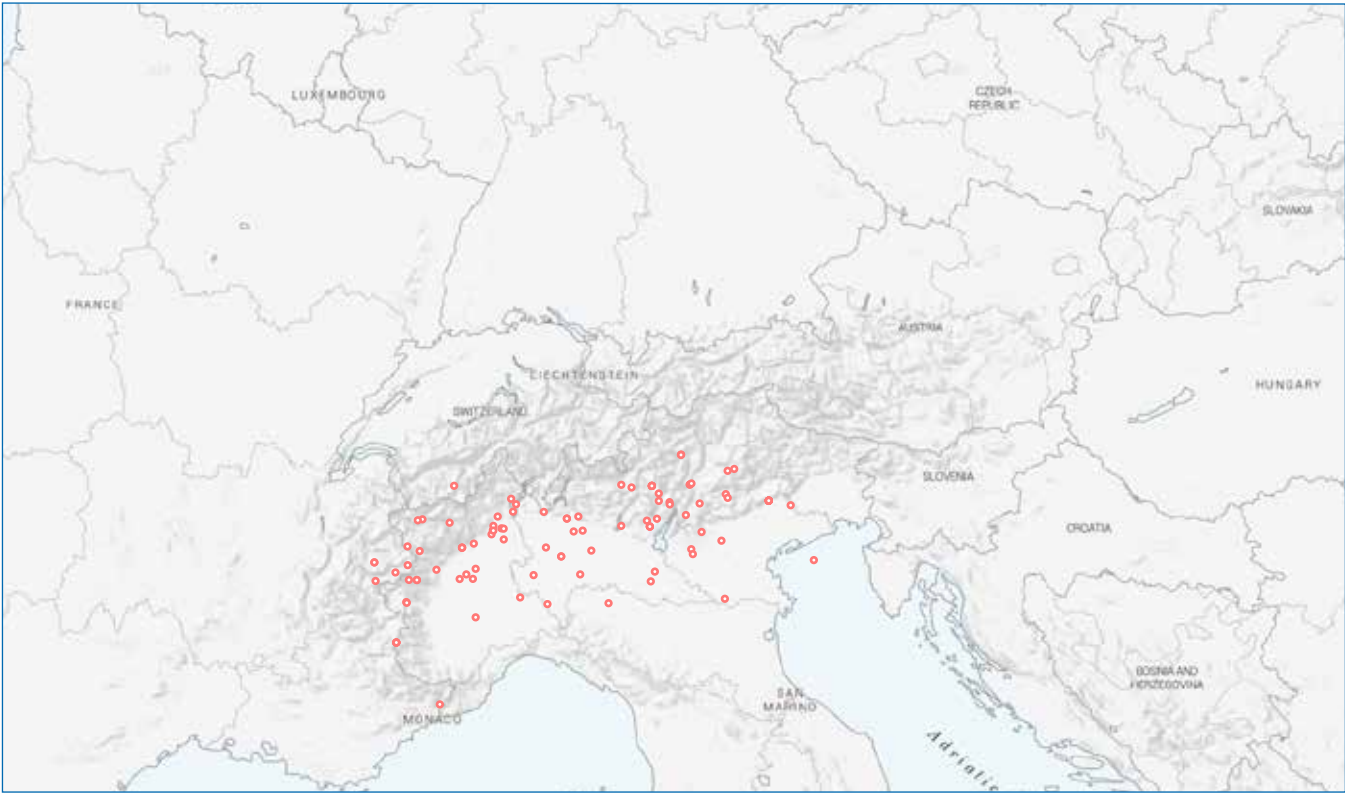 LUXEMBOURG
CZECH
REPUBLIC
SLOVAKIA
FRANCE
AUSTRIA
LIECHTENSTEIN
HUNGARY
SWITZERLAND
SLOVENIA
CROATIA
BOSNIA AND
HERZEGOVINA
SAN
MARINO
MONACO
Adriatic